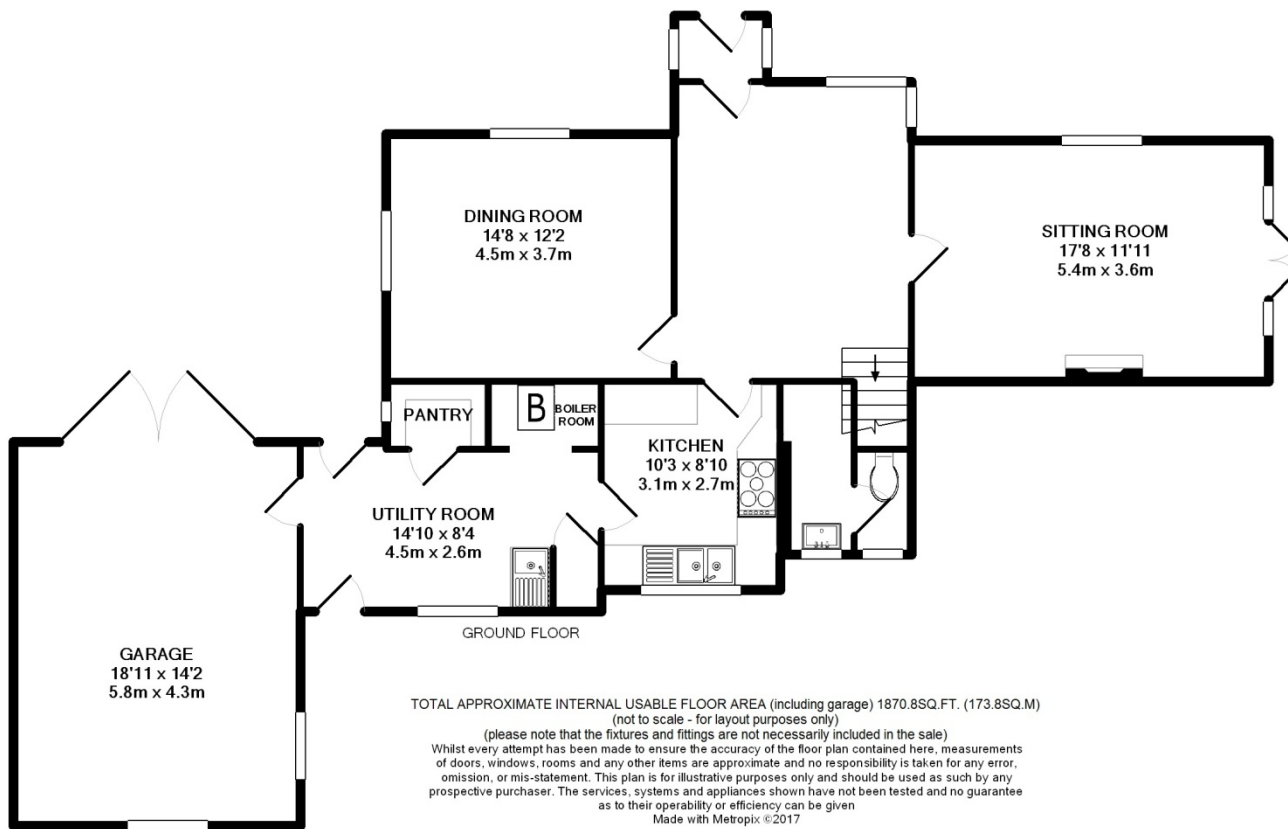 DINING ROOM
14'8 x 12'2
4.5m x 3.7m
SITTING ROOM
17'8 x 11'11
5.4m x 3.6m
PANTRY
B
BOILER
ROOM
KITCHEN
10'3 x 8'10
3.1m x 2.7m
UTILITY ROOM
14'10 x 8'4
4.5m x 2.6m
GARAGE
18'11 x 14'2
5.8m x 4.3m
GROUND FLOOR
TOTAL APPROXIMATE INTERNAL USABLE FLOOR AREA (including garage) 1870.8SQ.FT. (173.8SQ.M)
(not to scale - for layout purposes only)
(please note that the fixtures and fittings are not necessarily included in the sale)
Whilst every attempt has been made to ensure the accuracy of the floor plan contained here, measurements
of doors, windows, rooms and any other items are approximate and no responsibility is taken for any error,
omission, or mis-statement. This plan is for illustrative purposes only and should be used as such by any
prospective purchaser. The services, systems and appliances shown have not been tested and no guarantee
as to their operability or efficiency can be given
Made with Metropix ©2017